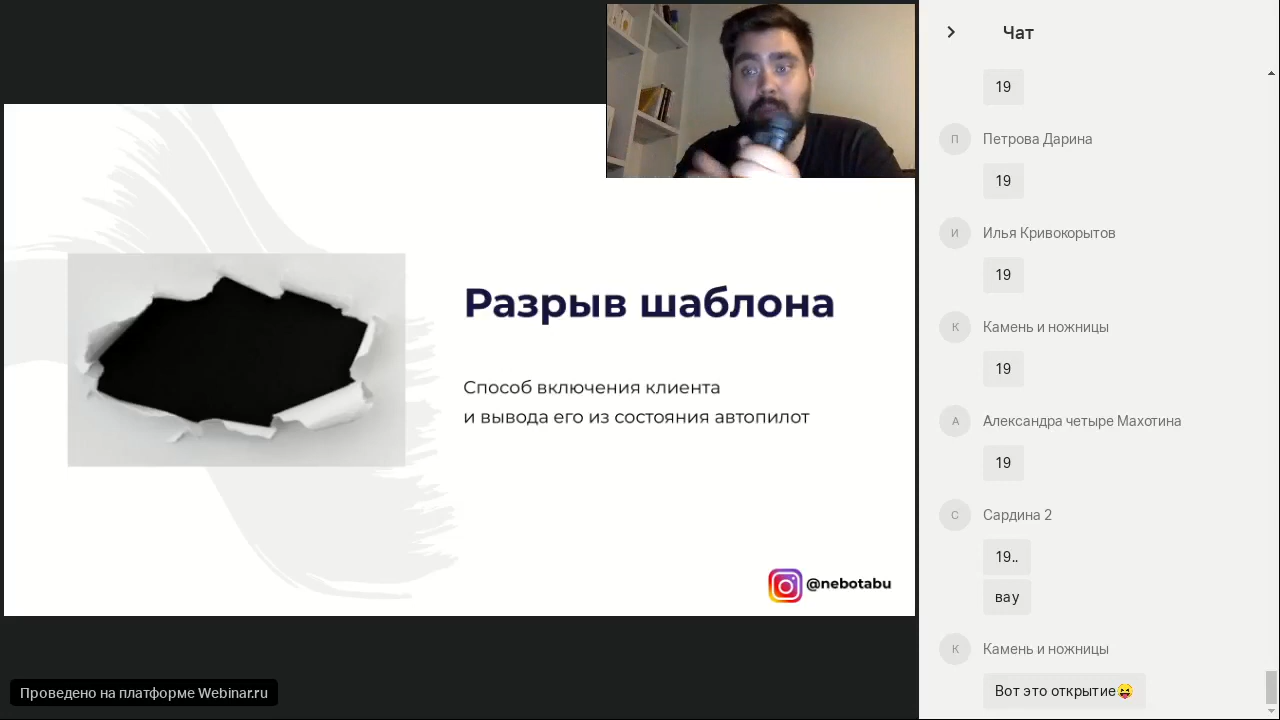 Разрыв шаблона
Способ включения клиента
и вывода его из состояния автопилот
@nebotabu
Проведено на платформе Webinar.ru
Чат
19
П
Петрова Дарина
19
И
Илья Кривокорытов
19
К
Камень и ножницы
19
А
Александра четыре Махотина
19
С
Сардина 2
19..
вау
К
Камень и ножницы
Вот это открытие😝